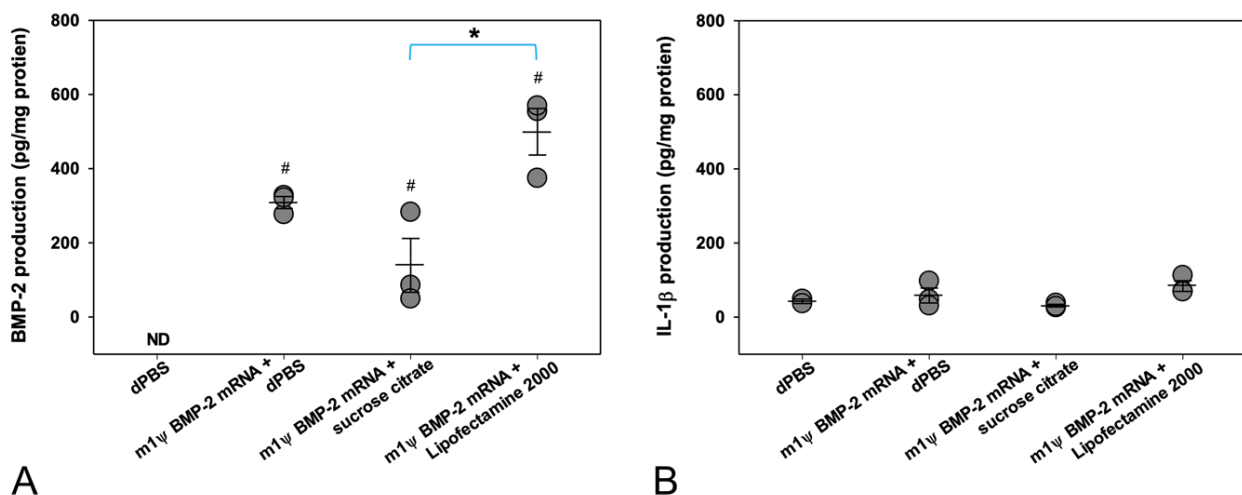 800
600
400
200
0
BMP-2 production (pg/mg protien)
*
#
#
#
ND
dPBS
m1ψ BMP-2 mRNA +
dPBS
m1ψ BMP-2 mRNA +
sucrose citrate
m1ψ BMP-2 mRNA +
Lipofectamine 2000
A
800
600
400
200
0
IL-1β production (pg/mg protien)
dPBS
m1ψ BMP-2 mRNA +
dPBS
m1ψ BMP-2 mRNA +
sucrose citrate
m1ψ BMP-2 mRNA +
Lipofectamine 2000
B